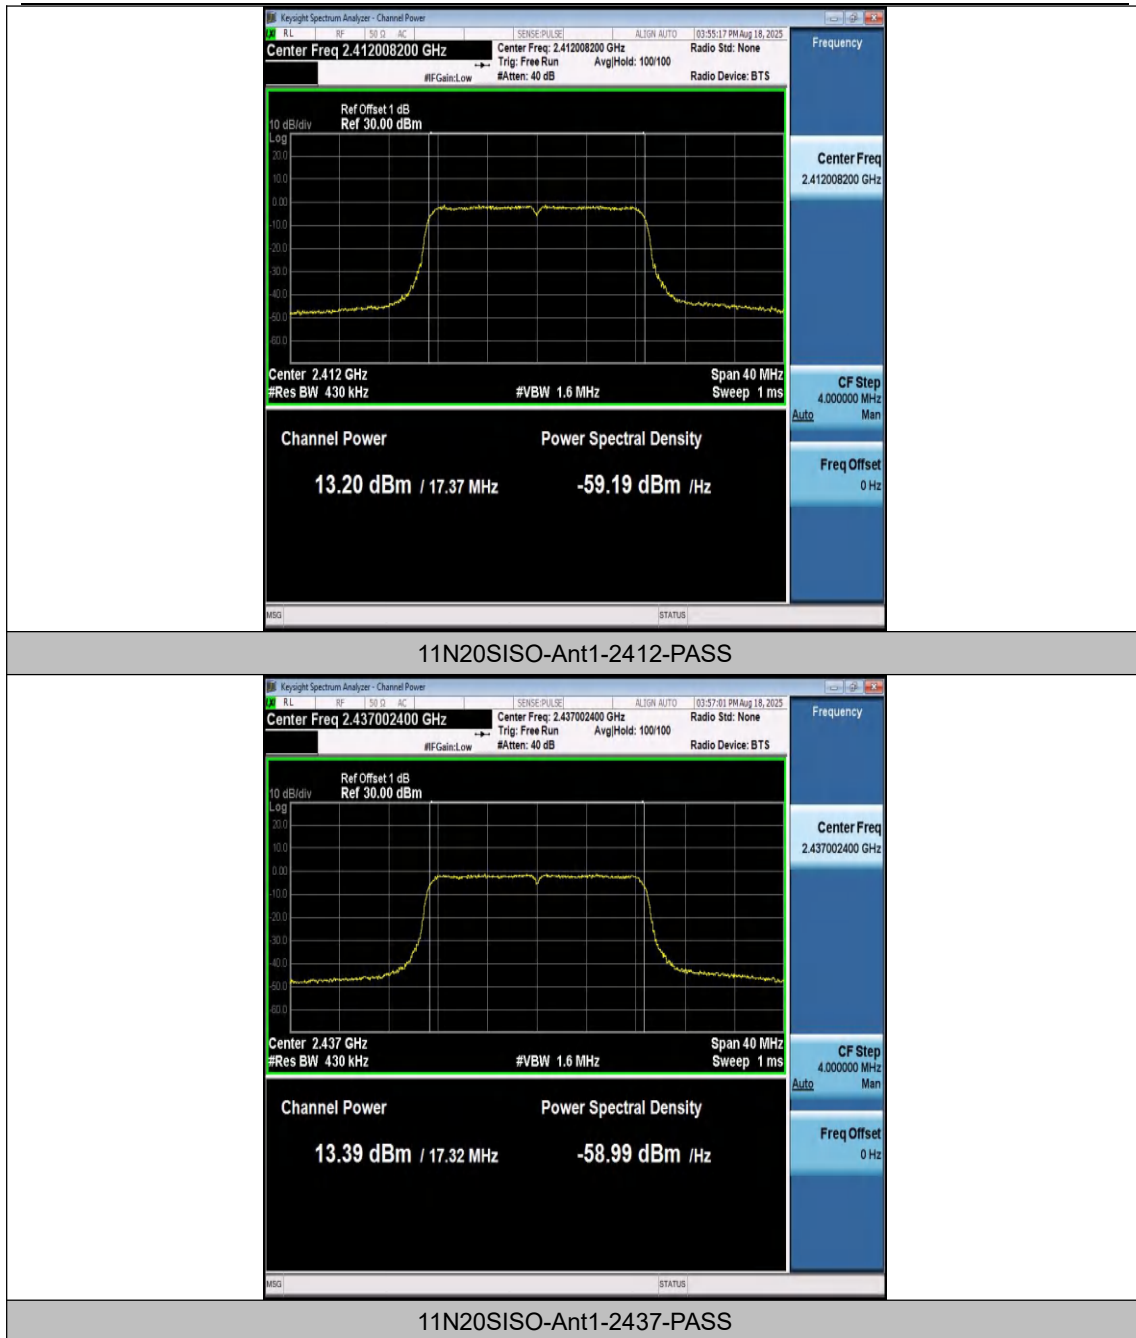 Keysight Spectrum Analyzer - Channel Power
RL RF 50 Ω AC SENSE:PULSE ALIGN AUTO 03:55:17 PM Aug 18, 2025
Center Freq 2.412008200 GHz
Center Freq: 2.412008200 GHz
Radio Std: None
Trig: Free Run Avg|Hold: 100/100
#IFGain:Low
#Atten: 40 dB
Radio Device: BTS
Frequency
Ref Offset 1 dB
10 dB/div Ref 30.00 dBm
Log
20.0
10.0
0.00
-10.0
-20.0
-30.0
-40.0
-50.0
-60.0
Center Freq
2.412008200 GHz
Center 2.412 GHz Span 40 MHz
#Res BW 430 kHz #VBW 1.6 MHz Sweep 1 ms
CF Step
4.000000 MHz
Auto Man
Channel Power Power Spectral Density
13.20 dBm / 17.37 MHz -59.19 dBm /Hz
Freq Offset
0 Hz
MSG STATUS
11N20SISO-Ant1-2412-PASS
Keysight Spectrum Analyzer - Channel Power
RL RF 50 Ω AC SENSE:PULSE ALIGN AUTO 03:57:01 PM Aug 18, 2025
Center Freq 2.437002400 GHz
Center Freq: 2.437002400 GHz
Radio Std: None
Trig: Free Run Avg|Hold: 100/100
#IFGain:Low
#Atten: 40 dB
Radio Device: BTS
Frequency
Ref Offset 1 dB
10 dB/div Ref 30.00 dBm
Log
20.0
10.0
0.00
-10.0
-20.0
-30.0
-40.0
-50.0
-60.0
Center Freq
2.437002400 GHz
Center 2.437 GHz Span 40 MHz
#Res BW 430 kHz #VBW 1.6 MHz Sweep 1 ms
CF Step
4.000000 MHz
Auto Man
Channel Power Power Spectral Density
13.39 dBm / 17.32 MHz -58.99 dBm /Hz
Freq Offset
0 Hz
MSG STATUS
11N20SISO-Ant1-2437-PASS